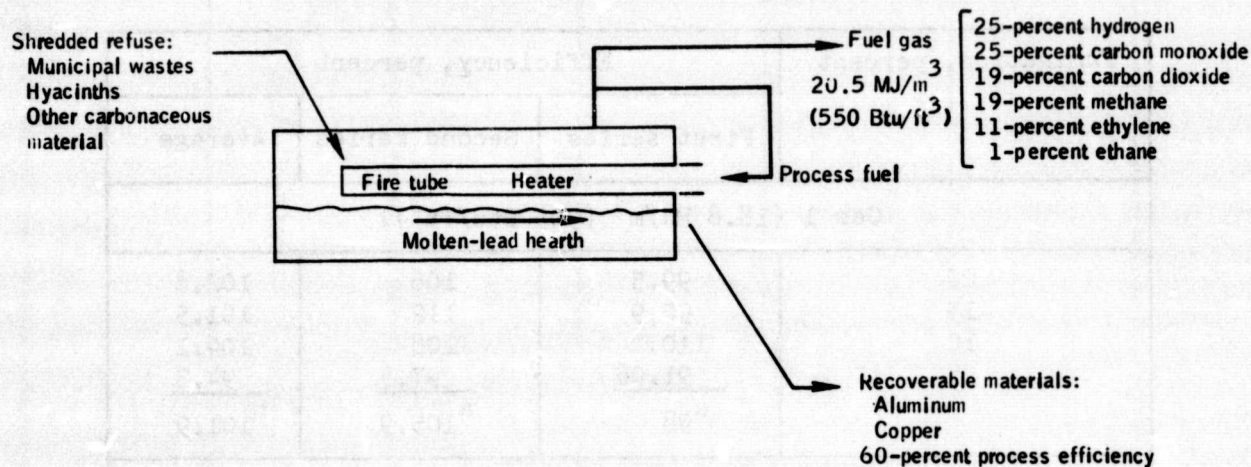 Shredded refuse:
Municipal wastes
Hyacinths
Other carbonaceous
material
Fuel gas
20.5 MJ/m3
(550 Btu/ft3)
25-percent hydrogen
25-percent carbon monoxide
19-percent carbon dioxide
19-percent methane
11-percent ethylene
1-percent ethane
Fire tube Heater
Process fuel
Molten-lead hearth
Recoverable materials:
Aluminum
Copper
60-percent process efficiency